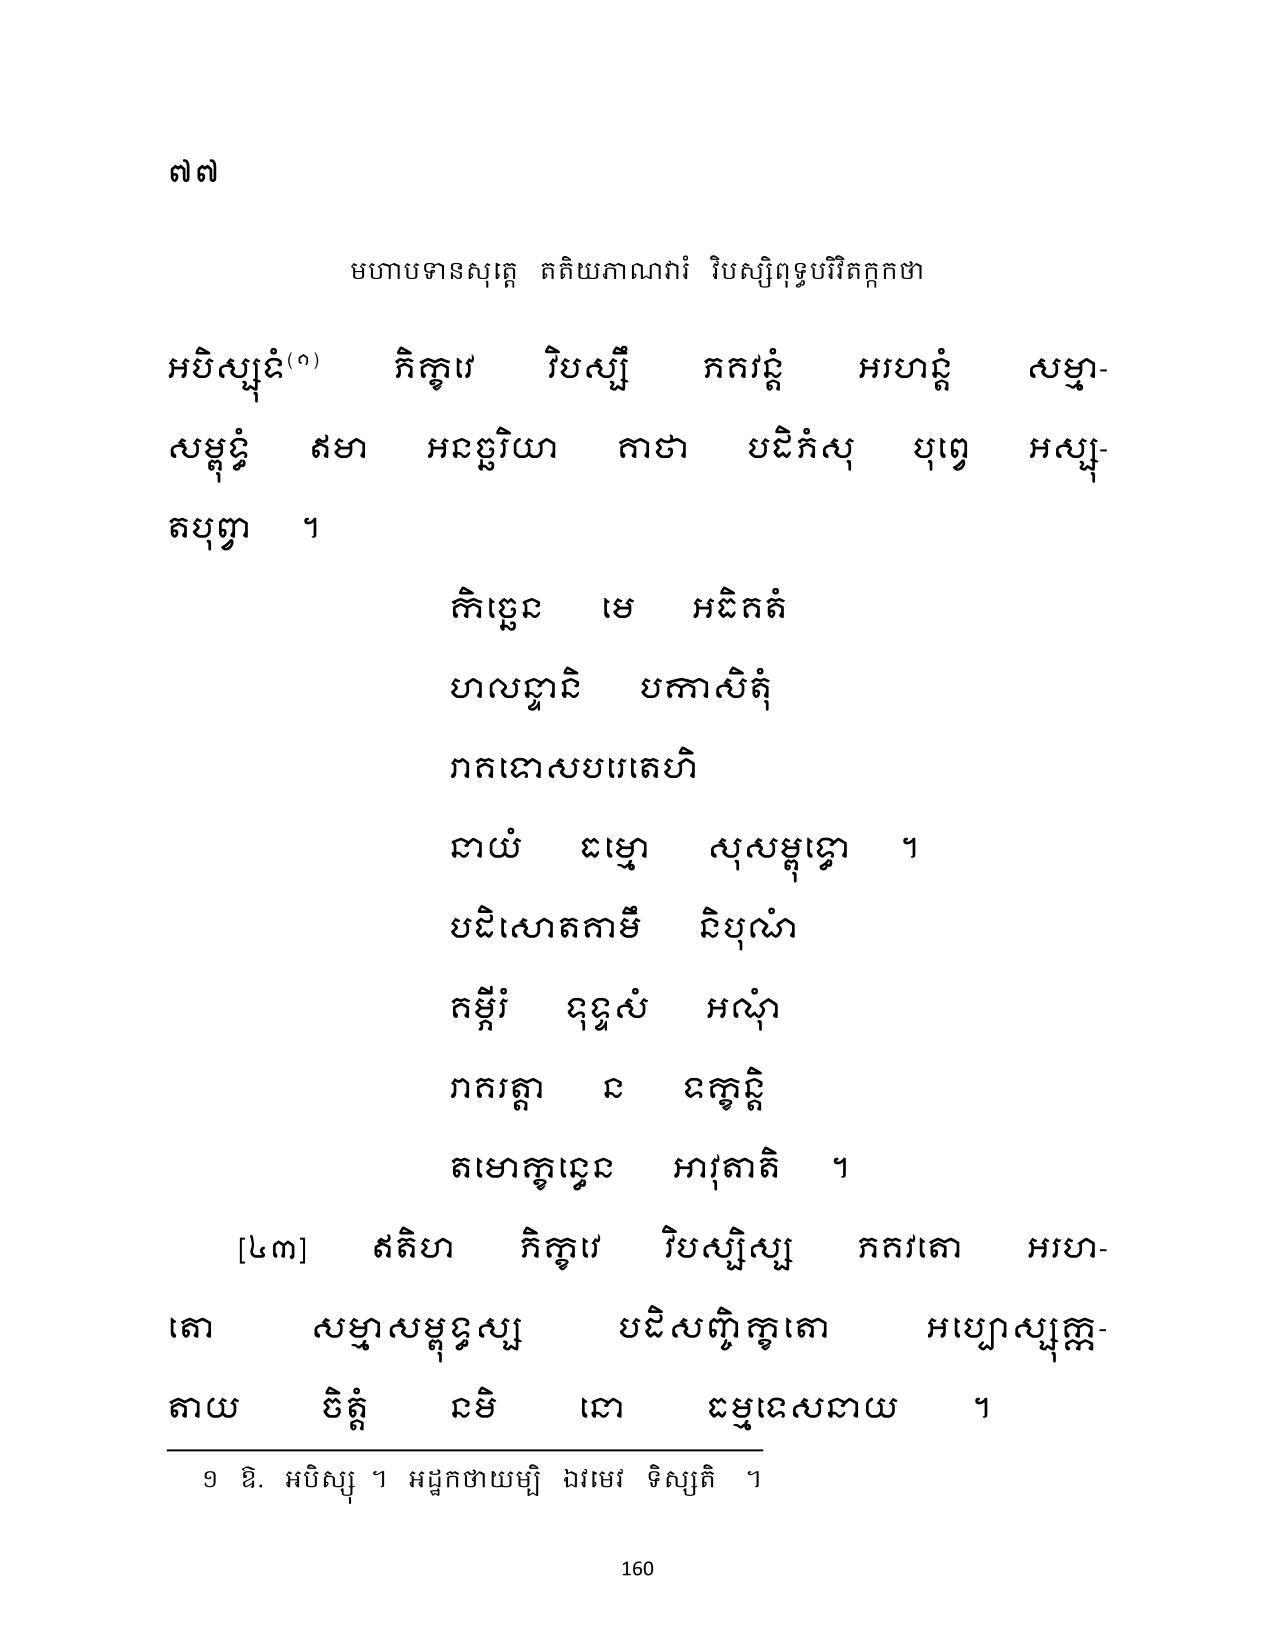 ៧៧
មហាបទានសុត្តេ តតិយភាណវារំ វិបស្សិពុទ្ធបរិវិតក្កកថា
អបិស្សុទំ(១) ភិក្ខវេ វិបស្សឹ ភគវន្តំ អរហន្តំ សម្មា-
សម្ពុទ្ធំ ឥមា អនច្ឆរិយា គាថា បដិភំសុ បុព្វេ អស្សុ-
តបុព្វា ។
កិច្ឆេន មេ អធិគតំ
ហលន្ទានិ បកាសិតុំ
រាគទោសបរេតេហិ
នាយំ ធម្មោ សុសម្ពុទ្ធោ ។
បដិសោតគាមឹ និបុណំ
គម្ភីរំ ទុទ្ទសំ អណុំ
រាគរត្តា ន ទក្ខន្តិ
តមោក្ខន្ធេន អាវុតាតិ ។
[៤៣] ឥតិហ ភិក្ខវេ វិបស្សិស្ស ភគវតោ អរហ-
តោ សម្មាសម្ពុទ្ធស្ស បដិសញ្ចិក្ខតោ អប្បោស្សុក្ក-
តាយ ចិត្តំ នមិ នោ ធម្មទេសនាយ ។
១ ឱ. អបិស្សុ ។ អដ្ឋកថាយម្បិ ឯវមេវ ទិស្សតិ ។
160